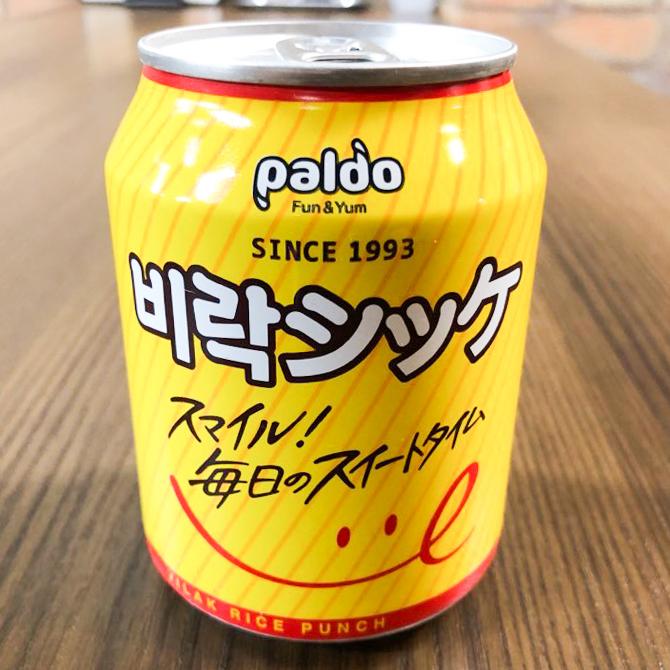 paldo
Fun & Yum
SINCE 1993
비락シッケ
スマイル!
毎日のスイートタイム
VILAK RICE PUNCH